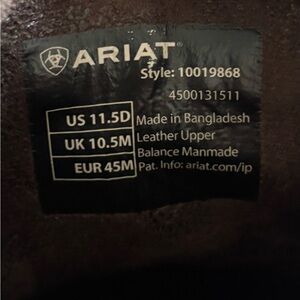 ARIAT
Style: 10019868
4500131511
US 11.5D Made in Bangladesh
UK 10.5M Leather Upper
Balance Manmade
EUR 45M Pat. Info: ariat.com/ip